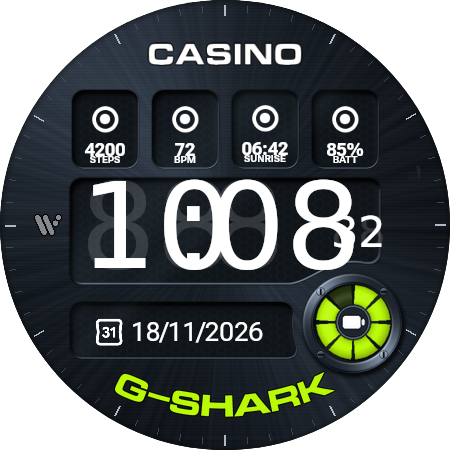 CASINO
4200 72 06:42 85%
STEPS BPM SUNRISE BATT
10:08 32
31 18/11/2026
G-SHARK